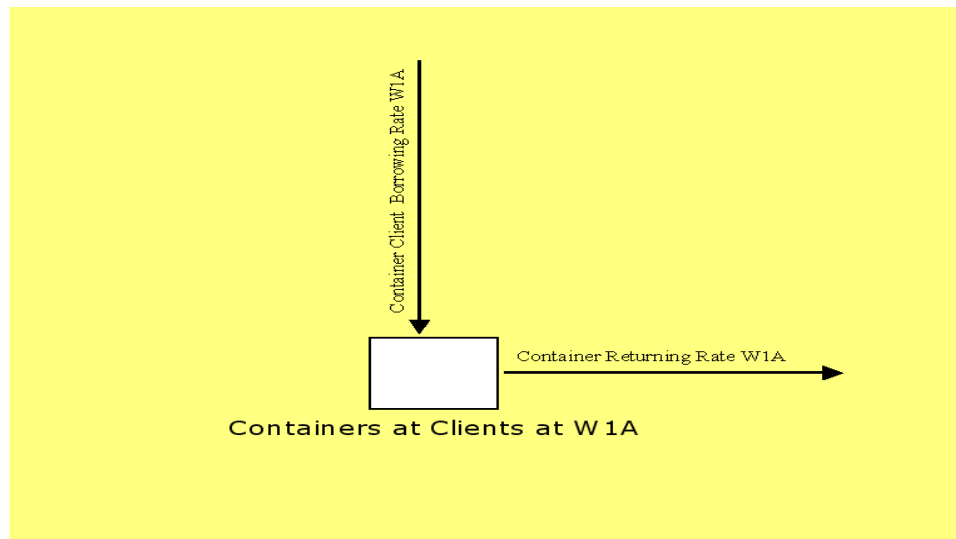 Container Client Borrowing Rate W1A
Container Returning Rate W1A
Containers at Clients at W1A